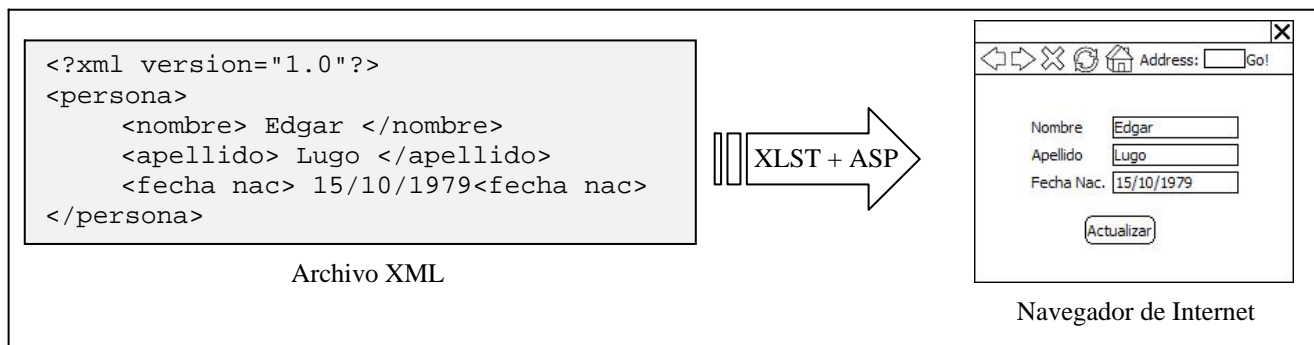 <?xml version="1.0"?>
<persona>
<nombre> Edgar </nombre>
<apellido> Lugo </apellido>
<fecha nac> 15/10/1979<fecha nac>
</persona>
Archivo XML
XLST + ASP
Address: Go!
Nombre Edgar
Apellido Lugo
Fecha Nac. 15/10/1979
Actualizar
Navegador de Internet